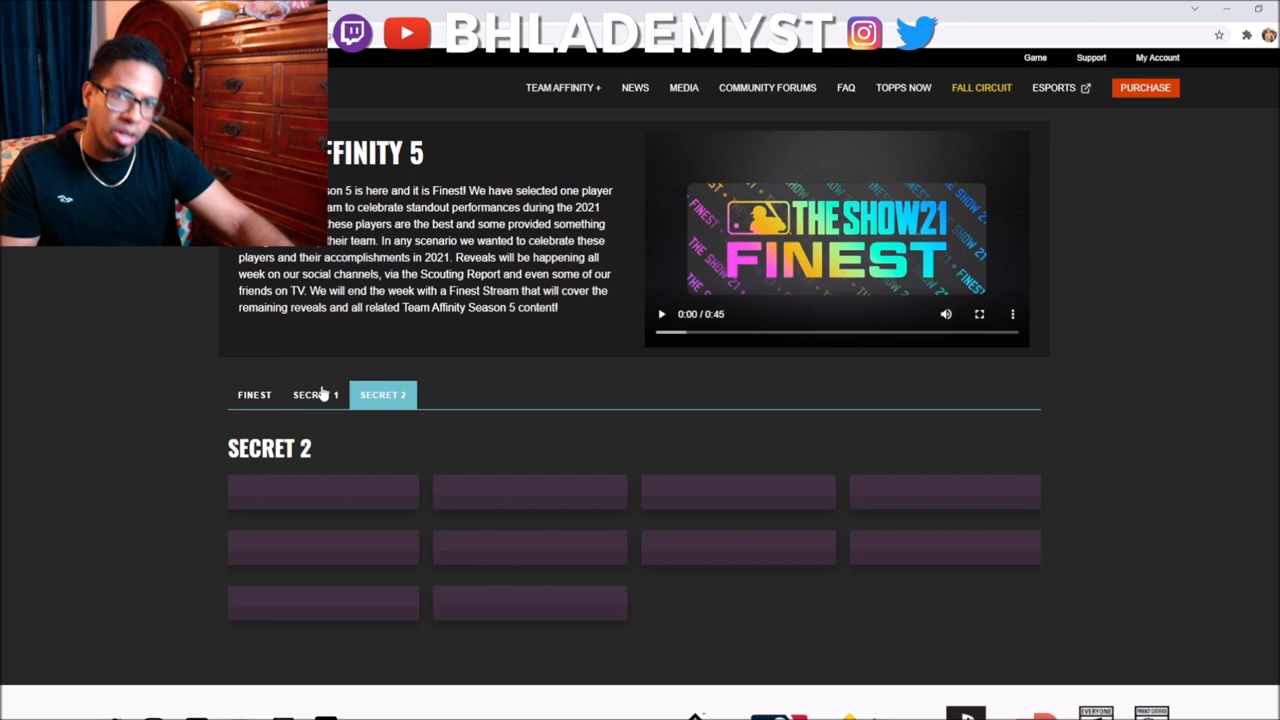 BHLADEMYST
Game Support My Account
TEAM AFFINITY + NEWS MEDIA COMMUNITY FORUMS FAQ TOPPS NOW FALL CIRCUIT ESPORTS PURCHASE
FFINITY 5
son 5 is here and it is Finest! We have selected one player
am to celebrate standout performances during the 2021
these players are the best and some provided something
their team. In any scenario we wanted to celebrate these
players and their accomplishments in 2021. Reveals will be happening all
week on our social channels, via the Scouting Report and even some of our
friends on TV. We will end the week with a Finest Stream that will cover the
remaining reveals and all related Team Affinity Season 5 content!
FINEST
THE SHOW 21
FINEST
0:00 / 0:45
FINEST SECR 1 SECRET 2
SECRET 2
EVERYONE
PRIVACY CERTIFIED